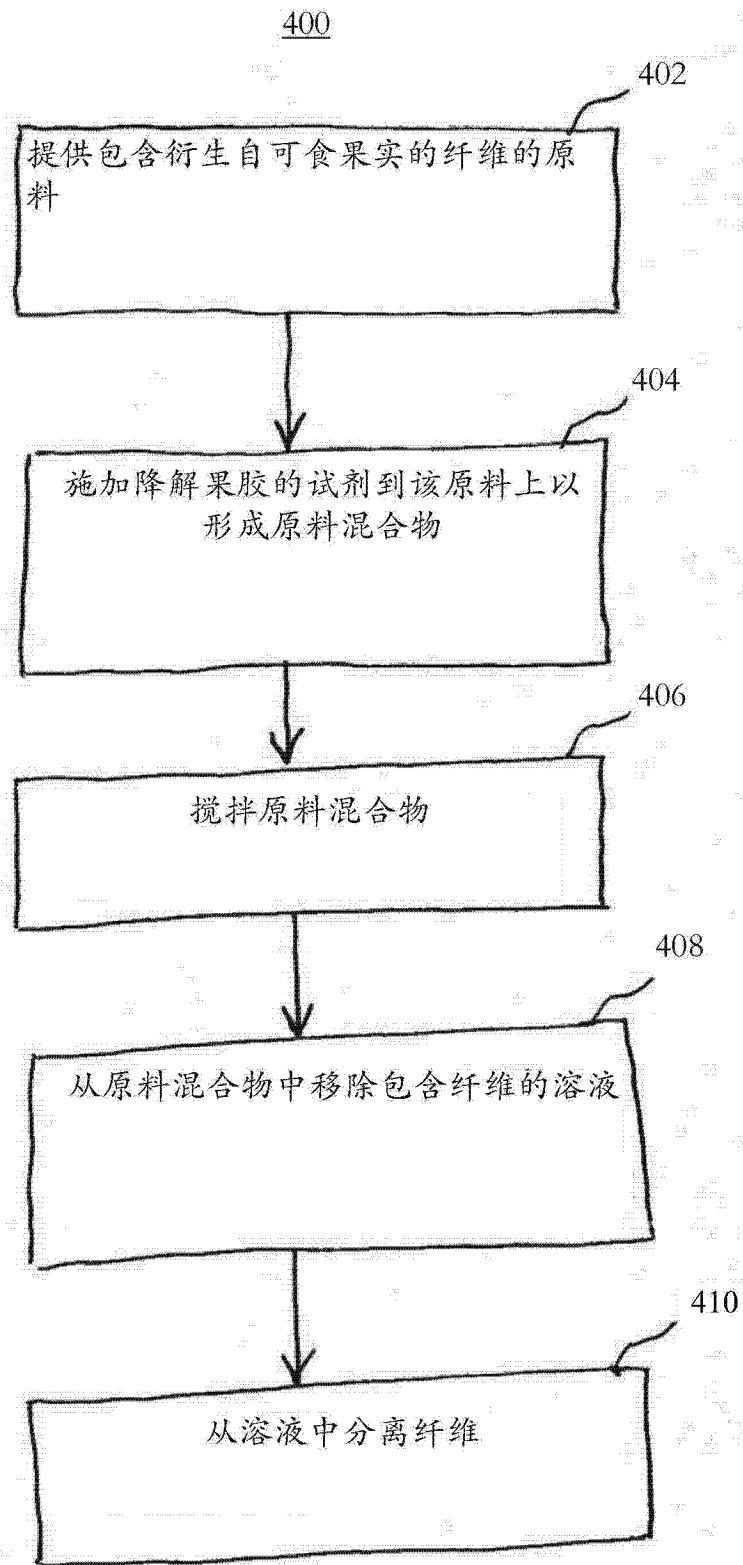 400
402
提供包含衍生自可食果实的纤维的原
料
404
施加降解果胶的试剂到该原料上以
形成原料混合物
406
搅拌原料混合物
408
从原料混合物中移除包含纤维的溶液
410
从溶液中分离纤维